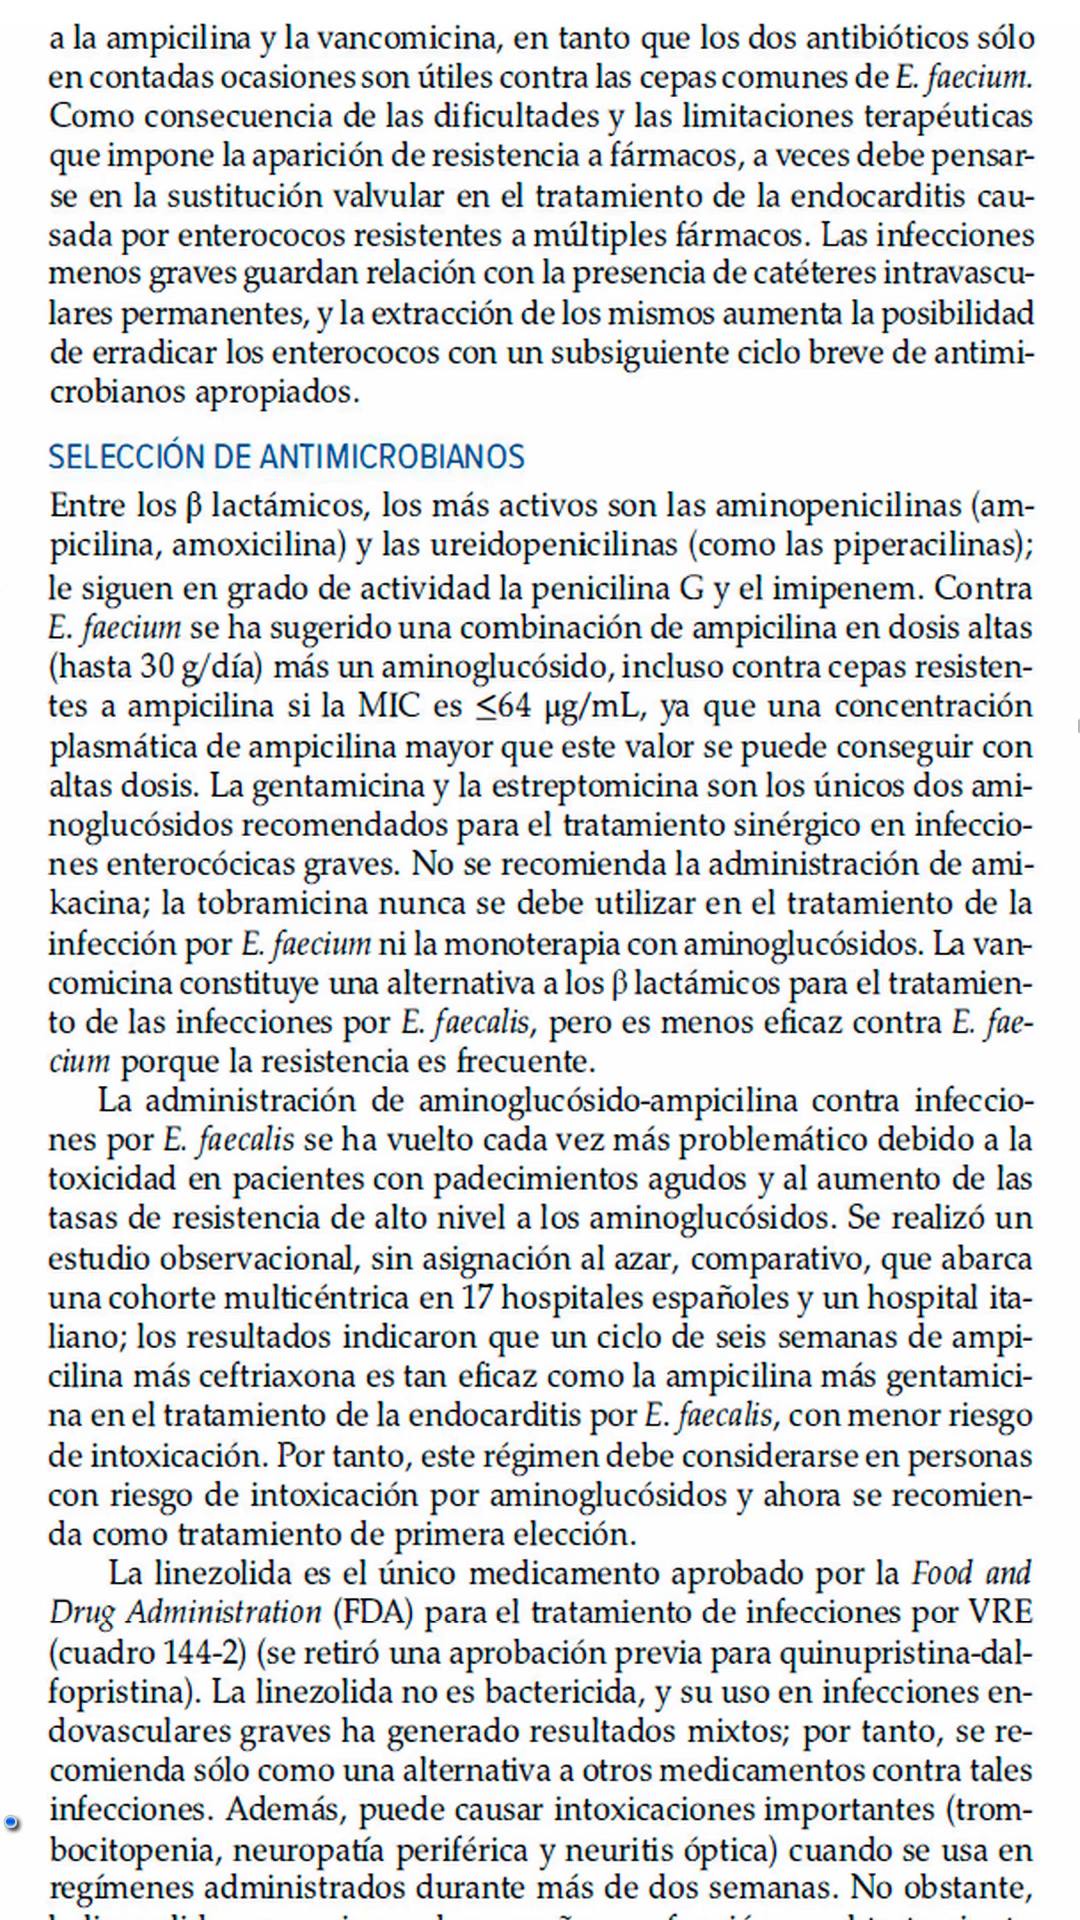 a la ampicilina y la vancomicina, en tanto que los dos antibióticos sólo
en contadas ocasiones son útiles contra las cepas comunes de E. faecium.
Como consecuencia de las dificultades y las limitaciones terapéuticas
que impone la aparición de resistencia a fármacos, a veces debe pensar-
se en la sustitución valvular en el tratamiento de la endocarditis cau-
sada por enterococos resistentes a múltiples fármacos. Las infecciones
menos graves guardan relación con la presencia de catéteres intravascu-
lares permanentes, y la extracción de los mismos aumenta la posibilidad
de erradicar los enterococos con un subsiguiente ciclo breve de antimi-
crobianos apropiados.
SELECCIÓN DE ANTIMICROBIANOS
Entre los β lactámicos, los más activos son las aminopenicilinas (am-
picilina, amoxicilina) y las ureidopenicilinas (como las piperacilinas);
le siguen en grado de actividad la penicilina G y el imipenem. Contra
E. faecium se ha sugerido una combinación de ampicilina en dosis altas
(hasta 30 g/día) más un aminoglucósido, incluso contra cepas resisten-
tes a ampicilina si la MIC es ≤64 μg/mL, ya que una concentración
plasmática de ampicilina mayor que este valor se puede conseguir con
altas dosis. La gentamicina y la estreptomicina son los únicos dos ami-
noglucósidos recomendados para el tratamiento sinérgico en infeccio-
nes enterocócicas graves. No se recomienda la administración de ami-
kacina; la tobramicina nunca se debe utilizar en el tratamiento de la
infección por E. faecium ni la monoterapia con aminoglucósidos. La van-
comicina constituye una alternativa a los β lactámicos para el tratamien-
to de las infecciones por E. faecalis, pero es menos eficaz contra E. fae-
cium porque la resistencia es frecuente.
La administración de aminoglucósido-ampicilina contra infeccio-
nes por E. faecalis se ha vuelto cada vez más problemático debido a la
toxicidad en pacientes con padecimientos agudos y al aumento de las
tasas de resistencia de alto nivel a los aminoglucósidos. Se realizó un
estudio observacional, sin asignación al azar, comparativo, que abarca
una cohorte multicéntrica en 17 hospitales españoles y un hospital ita-
liano; los resultados indicaron que un ciclo de seis semanas de ampi-
cilina más ceftriaxona es tan eficaz como la ampicilina más gentamici-
na en el tratamiento de la endocarditis por E. faecalis, con menor riesgo
de intoxicación. Por tanto, este régimen debe considerarse en personas
con riesgo de intoxicación por aminoglucósidos y ahora se recomien-
da como tratamiento de primera elección.
La linezolida es el único medicamento aprobado por la Food and
Drug Administration (FDA) para el tratamiento de infecciones por VRE
(cuadro 144-2) (se retiró una aprobación previa para quinupristina-dal-
fopristina). La linezolida no es bactericida, y su uso en infecciones en-
dovasculares graves ha generado resultados mixtos; por tanto, se re-
comienda sólo como una alternativa a otros medicamentos contra tales
infecciones. Además, puede causar intoxicaciones importantes (trom-
bocitopenia, neuropatía periférica y neuritis óptica) cuando se usa en
regímenes administrados durante más de dos semanas. No obstante,